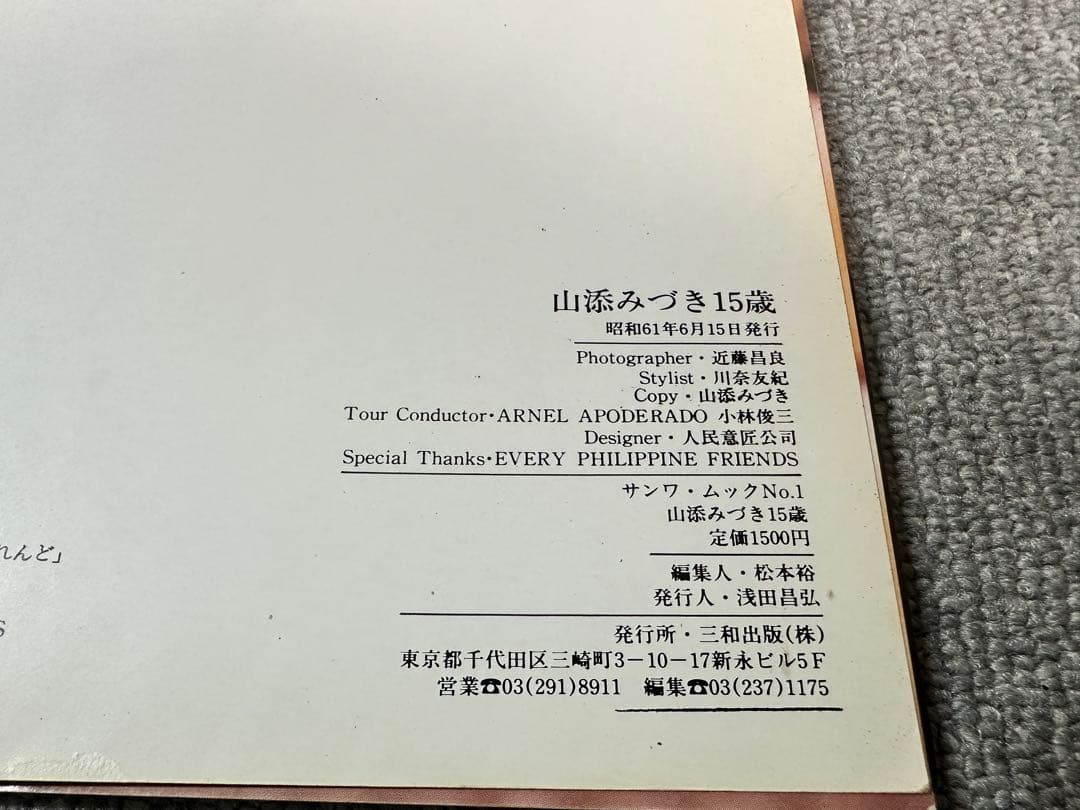 山添みづき15歳
昭和61年6月15日発行
Photographer・近藤昌良
Stylist・川奈友紀
Copy・山添みづき
Tour Conductor・ARNEL APODERADO 小林俊三
Designer・人民意匠公司
Special Thanks・EVERY PHILIPPINE FRIENDS
サンワ・ムックNo.1
山添みづき15歳
定価1500円
れんど」
編集人・松本裕
発行人・浅田昌弘
S
発行所・三和出版(株)
東京都千代田区三崎町3-10-17新永ビル5F
営業☎03(291)8911 編集☎03(237)1175